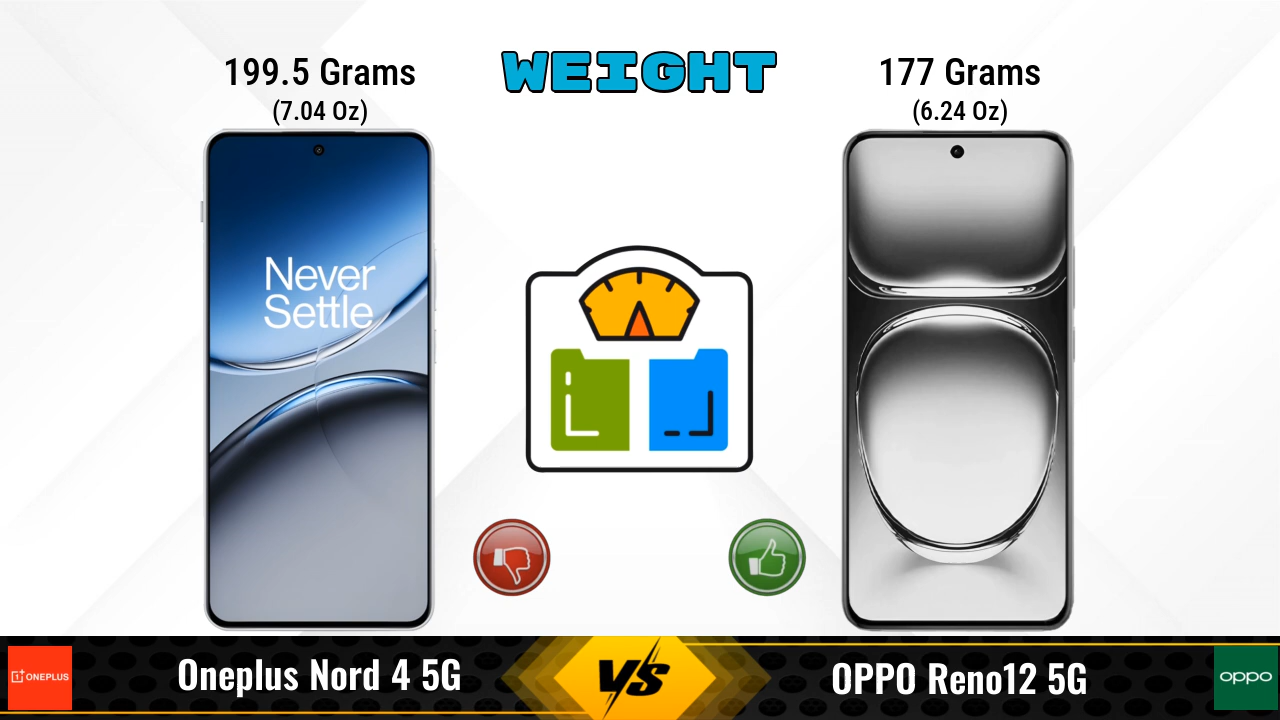 WEIGHT
199.5 Grams
(7.04 Oz)
177 Grams
(6.24 Oz)
Never
Settle
1+ ONEPLUS
Oneplus Nord 4 5G
VS
OPPO Reno12 5G
oppo